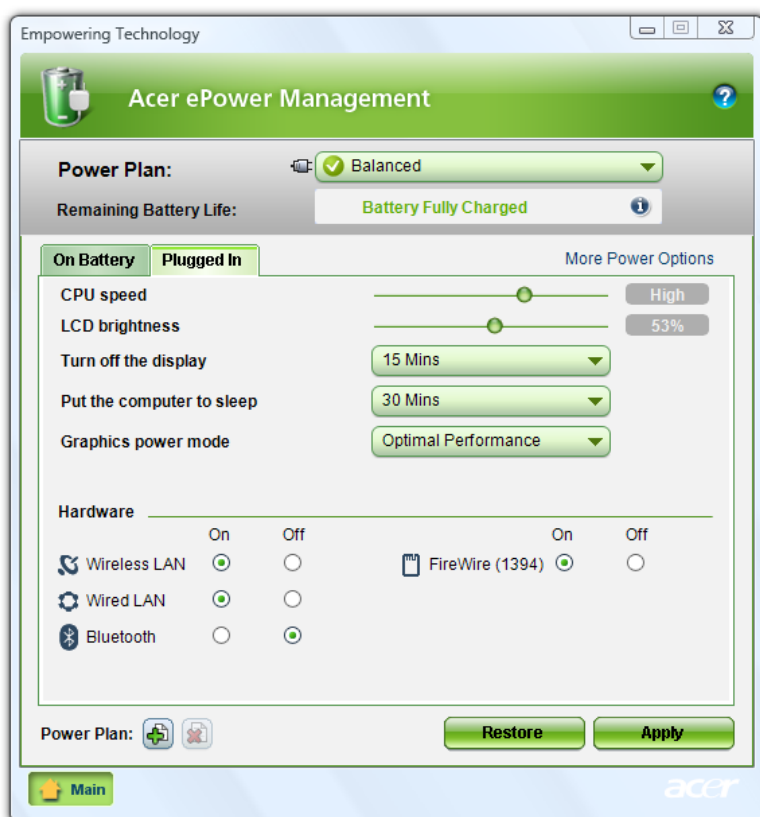 Empowering Technology
Acer ePower Management
Power Plan: Balanced
Remaining Battery Life: Battery Fully Charged
On Battery Plugged In More Power Options
CPU speed High
LCD brightness 53%
Turn off the display 15 Mins
Put the computer to sleep 30 Mins
Graphics power mode Optimal Performance
Hardware
On Off On Off
Wireless LAN FireWire (1394)
Wired LAN
Bluetooth
Power Plan: Restore Apply
Main acer